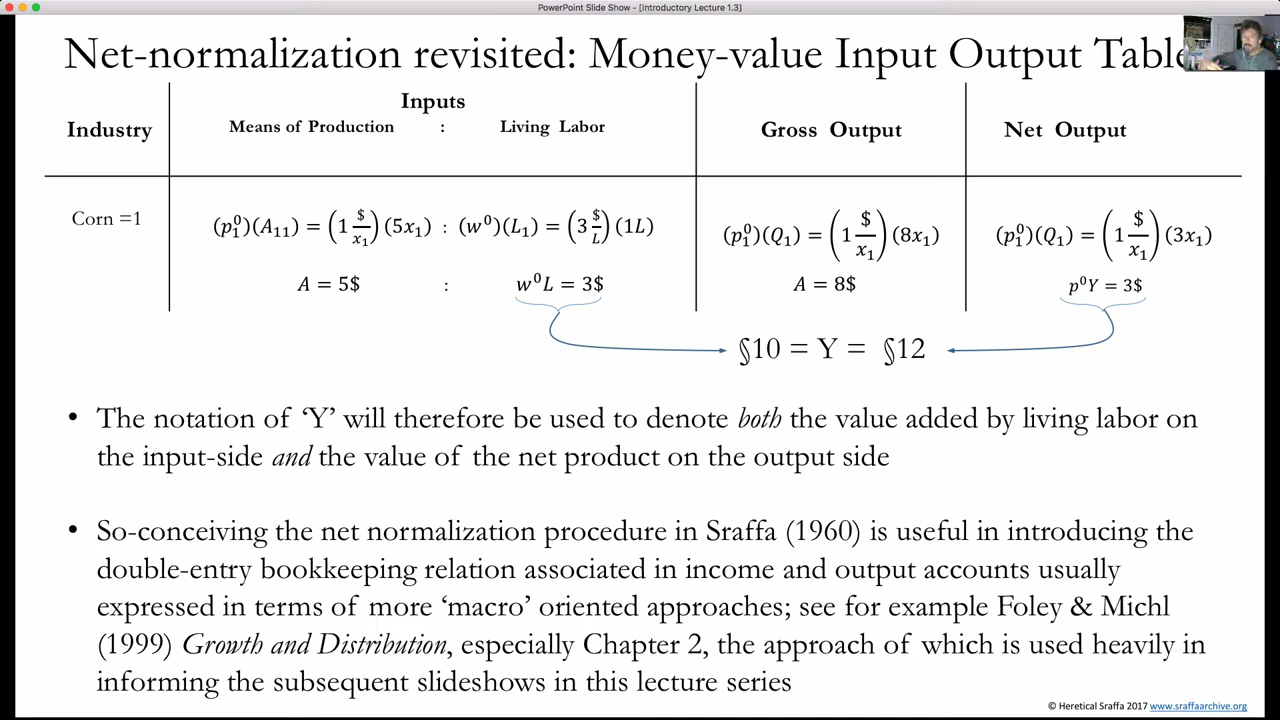 PowerPoint Slide Show - [Introductory Lecture 1.3]
Net-normalization revisited: Money-value Input Output Table
Inputs
Industry
Means of Production : Living Labor
Gross Output
Net Output
Corn =1
(p₁⁰)(A₁₁) = (1 $/x₁)(5x₁) : (w⁰)(L₁) = (3 $/L)(1L)
(p₁⁰)(Q₁) = (1 $/x₁)(8x₁)
(p₁⁰)(Q₁) = (1 $/x₁)(3x₁)
A = 5$ : w⁰L = 3$
A = 8$
p⁰Y = 3$
§10 = Y = §12
• The notation of ‘Y’ will therefore be used to denote both the value added by living labor on
the input-side and the value of the net product on the output side
• So-conceiving the net normalization procedure in Sraffa (1960) is useful in introducing the
double-entry bookkeeping relation associated in income and output accounts usually
expressed in terms of more ‘macro’ oriented approaches; see for example Foley & Michl
(1999) Growth and Distribution, especially Chapter 2, the approach of which is used heavily in
informing the subsequent slideshows in this lecture series
© Heretical Sraffa 2017 www.sraffaarchive.org